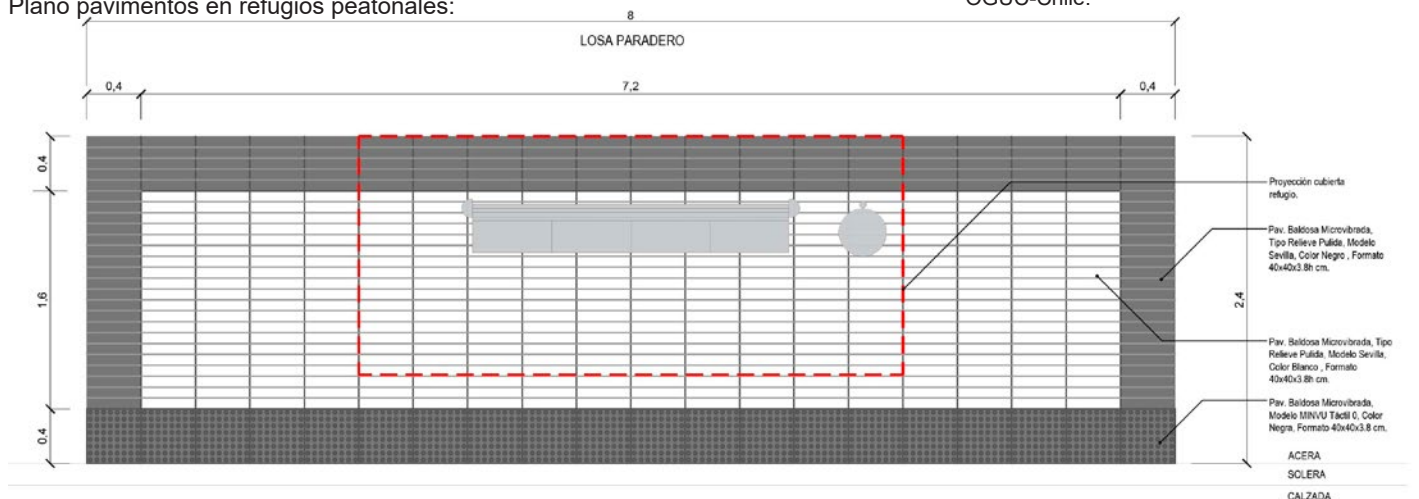 Plano pavimentos en refugios peatonales:
OGUC-Chile.
8
LOSA PARADERO
0,4
7,2
0,4
0,4
1,6
0,4
2,4
Proyección cubierta
refugio.
Pav. Baldosa Microvibrada,
Tipo Relieve Pulida, Modelo
Sevilla, Color Negro , Formato
40x40x3.8h cm.
Pav. Baldosa Microvibrada, Tipo
Relieve Pulida, Modelo Sevilla,
Color Blanco , Formato
40x40x3.8h cm.
Pav. Baldosa Microvibrada,
Modelo MINVU Táctil 0, Color
Negra, Formato 40x40x3.8 cm.
ACERA
SOLERA
CALZADA